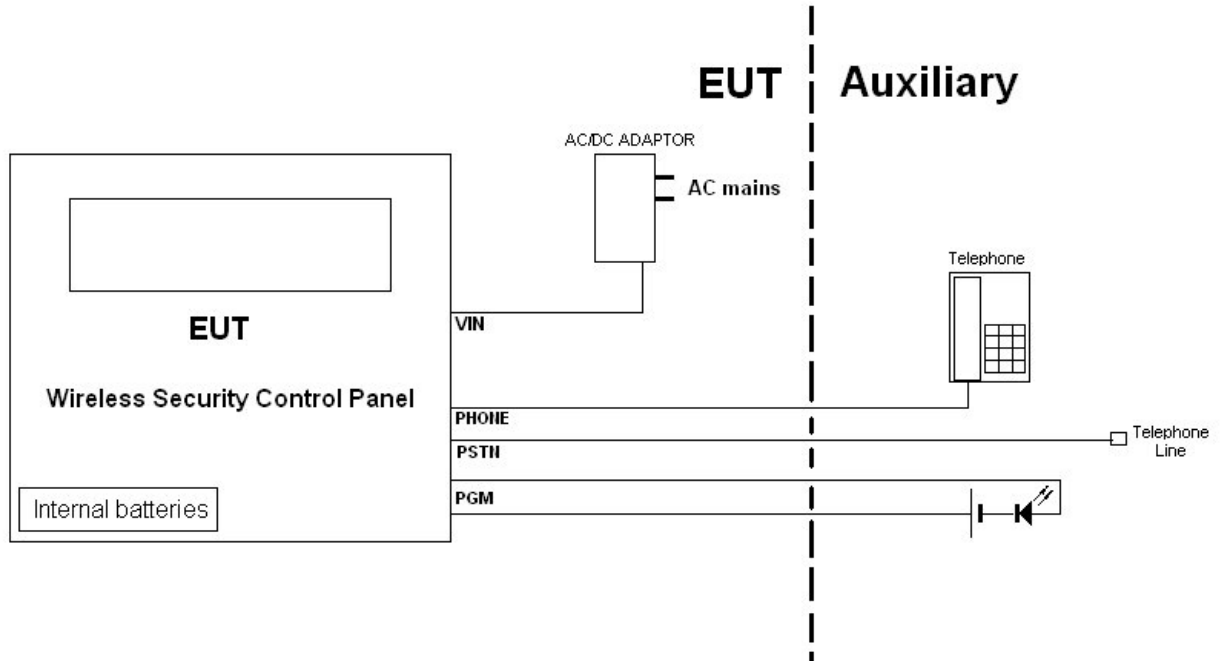 EUT
Auxiliary
AC/DC ADAPTOR
AC mains
Telephone
VIN
EUT
Wireless Security Control Panel
PHONE
PSTN
Telephone
Line
PGM
Internal batteries